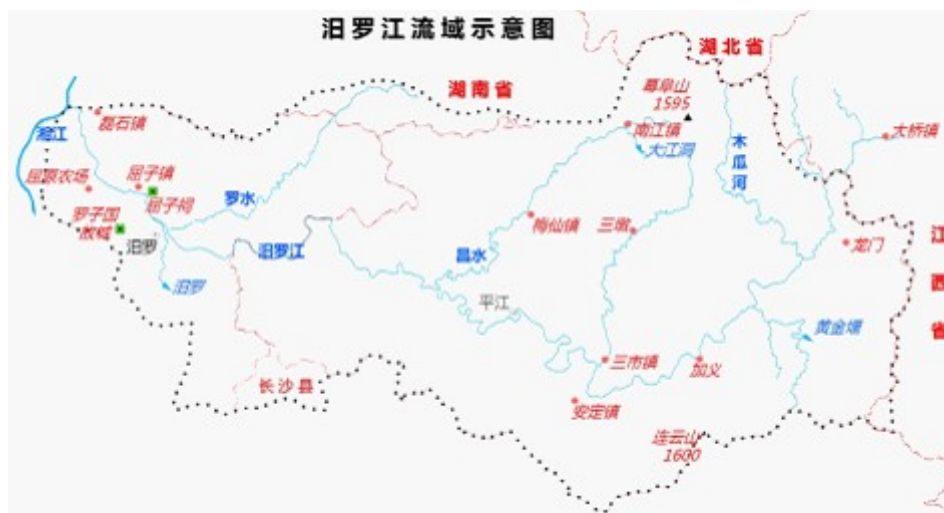 汨罗江流域示意图
湖北省
湖南省
幕阜山
1595
磊石镇
湘江
南江镇
大桥镇
大江洞
木瓜河
屈子镇
屈原农场
屈子祠
罗水
罗子国
故城
梅仙镇
三墩
龙门
江西省
汨罗
汨罗江
昌水
汨罗
平江
黄金堰
三市镇
加义
长沙县
安定镇
连云山
1600